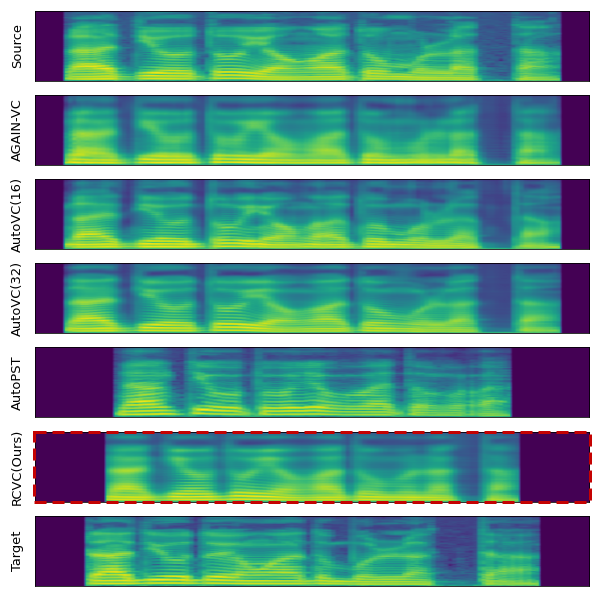 Source
AGAIN-VC
AutoVC(16)
AutoVC(32)
AutoPST
RCVC(Ours)
Target